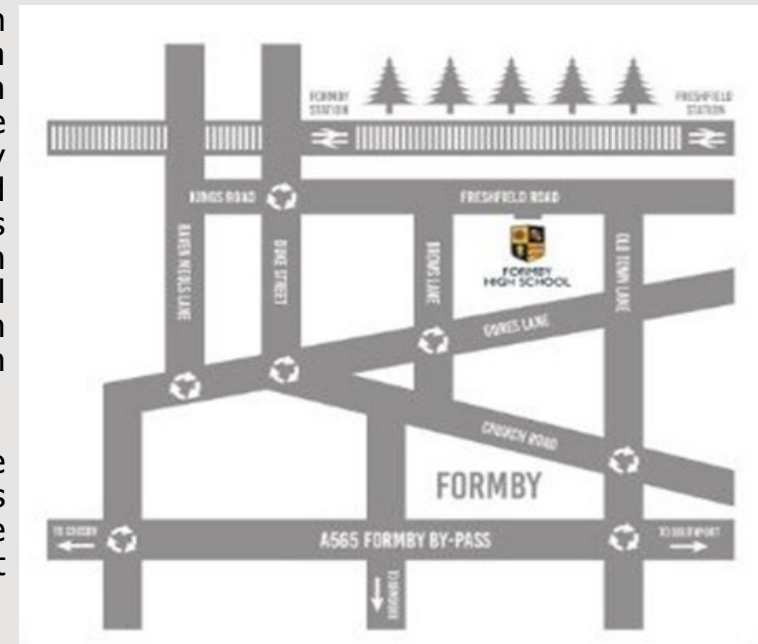 FORMBY
STATION
FRESHFIELD
STATION
KINGS ROAD
FRESHFIELD ROAD
RAVEN MEOLS LANE
DUKE STREET
BROWS LANE
OLD TOWN LANE
FORMBY
HIGH SCHOOL
GORES LANE
CHURCH ROAD
FORMBY
TO CROSBY
A565 FORMBY BY-PASS
TO SOUTHPORT